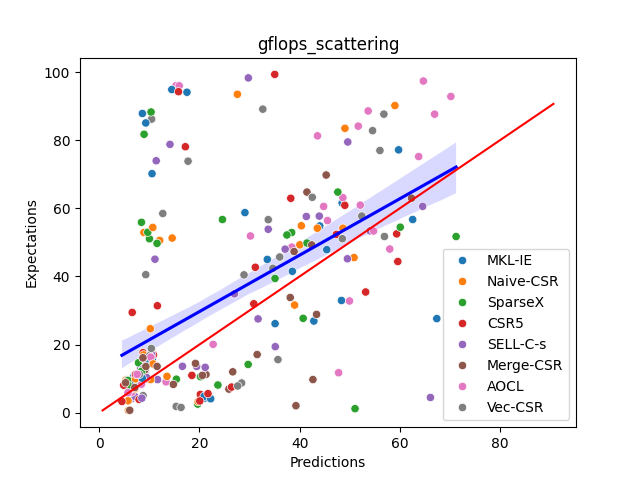 gflops_scattering
Expectations
100
80
60
40
20
0
0
20
40
60
80
Predictions
MKL-IE
Naive-CSR
SparseX
CSR5
SELL-C-s
Merge-CSR
AOCL
Vec-CSR